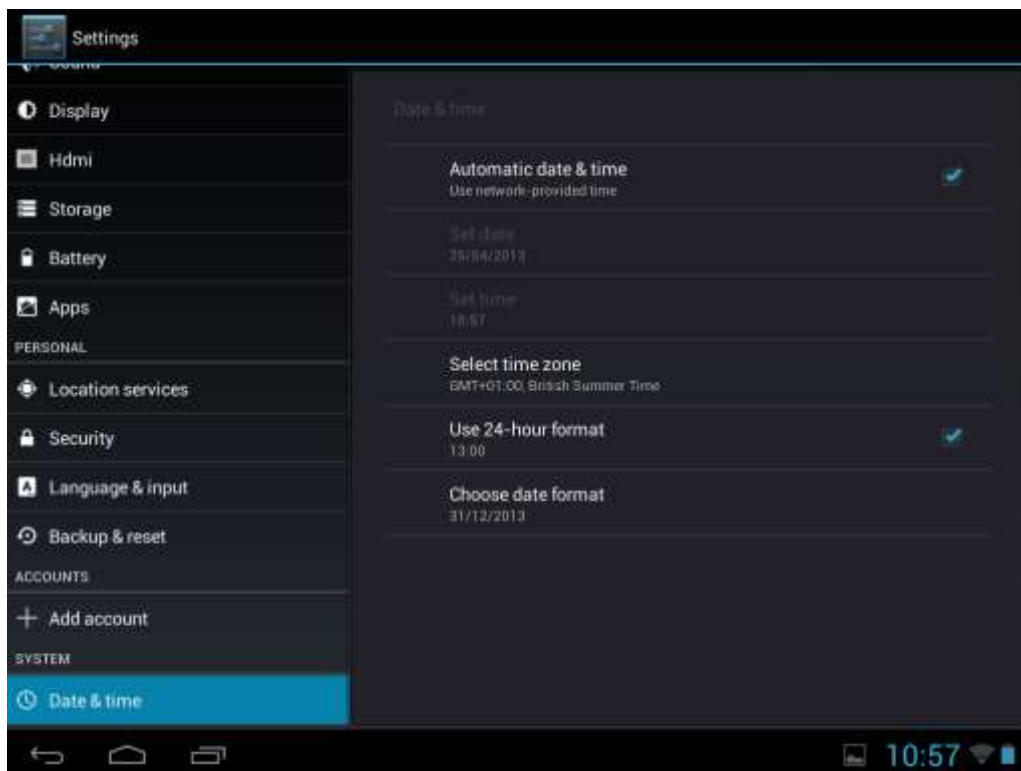 Settings
Sound
Display
Hdmi
Storage
Battery
Apps
PERSONAL
Location services
Security
Language & input
Backup & reset
ACCOUNTS
Add account
SYSTEM
Date & time
Date & time
Automatic date & time
Use network-provided time
Set date
Set time
10:57
Select time zone
GMT+01:00, British Summer Time
Use 24-hour format
13:00
Choose date format
31/12/2013
10:57